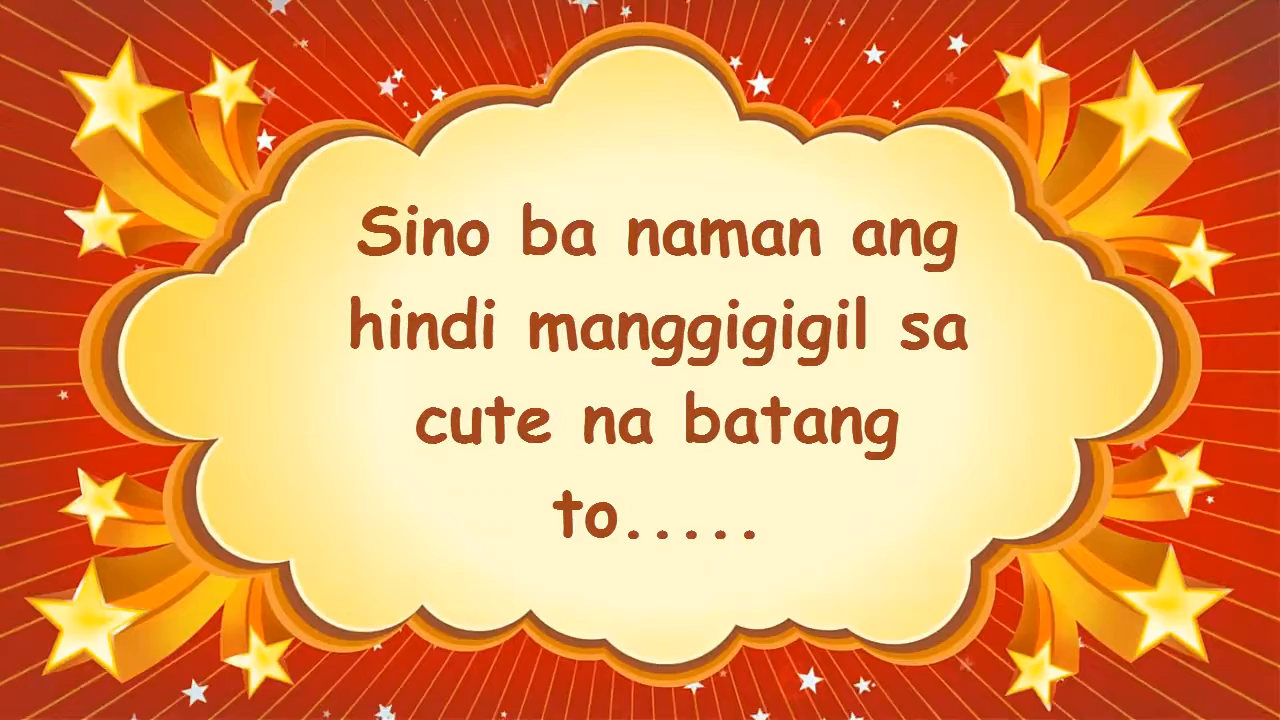 Sino ba naman ang
hindi manggigigil sa
cute na batang
to.....